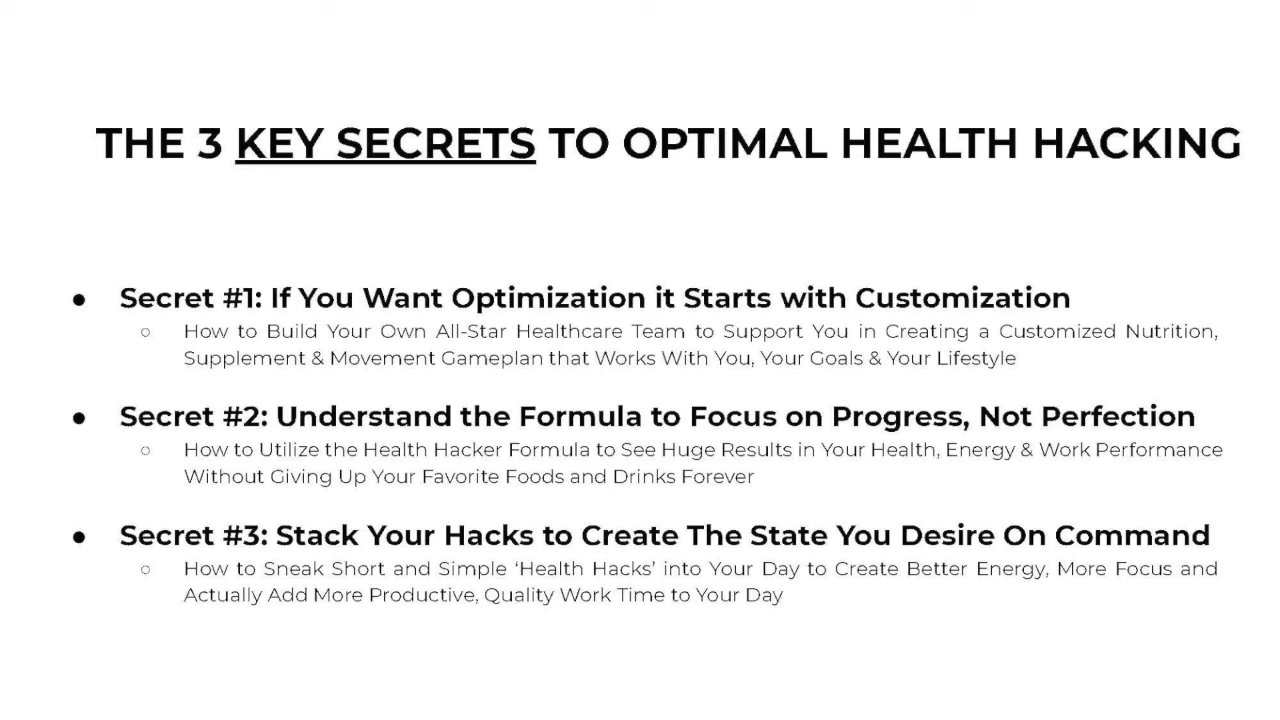 THE 3 KEY SECRETS TO OPTIMAL HEALTH HACKING
● Secret #1: If You Want Optimization it Starts with Customization
○ How to Build Your Own All-Star Healthcare Team to Support You in Creating a Customized Nutrition,
Supplement & Movement Gameplan that Works With You, Your Goals & Your Lifestyle
● Secret #2: Understand the Formula to Focus on Progress, Not Perfection
○ How to Utilize the Health Hacker Formula to See Huge Results in Your Health, Energy & Work Performance
Without Giving Up Your Favorite Foods and Drinks Forever
● Secret #3: Stack Your Hacks to Create The State You Desire On Command
○ How to Sneak Short and Simple ‘Health Hacks’ into Your Day to Create Better Energy, More Focus and
Actually Add More Productive, Quality Work Time to Your Day